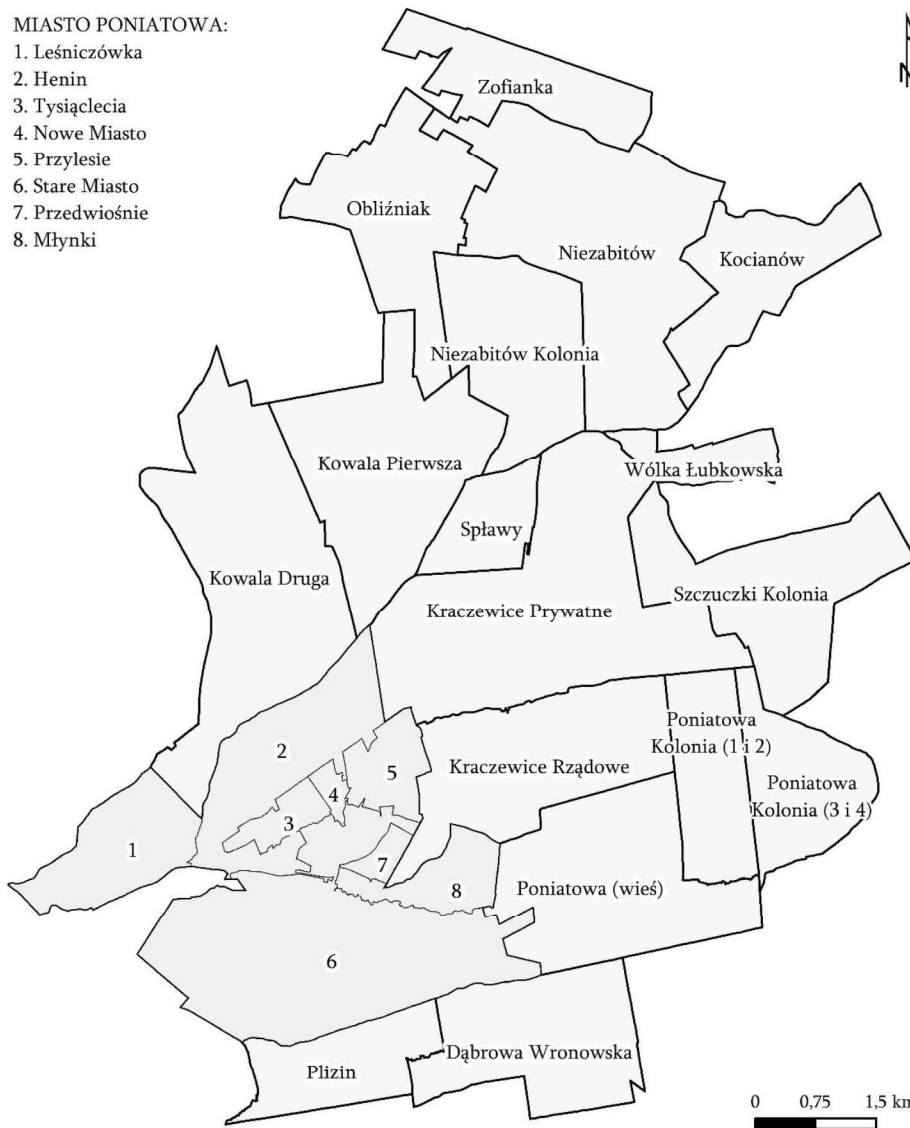 MIASTO PONIATOWA:
1. Leśniczówka
2. Henin
3. Tysiąclecia
4. Nowe Miasto
5. Przylesie
6. Stare Miasto
7. Przedwiośnie
8. Młynki
Zofianka
Obliźniak
Niezabitów
Kocianów
Niezabitów Kolonia
Kowala Pierwsza
Wólka Łubkowska
Spławy
Kowala Druga
Szczuczki Kolonia
Kraczewice Prywatne
Poniatowa
Kolonia (1 i 2)
2
5
Kraczewice Rządowe
Poniatowa
Kolonia (3 i 4)
4
3
1
7
8
Poniatowa (wieś)
6
Dąbrowa Wronowska
Plizin
0 0,75 1,5 km